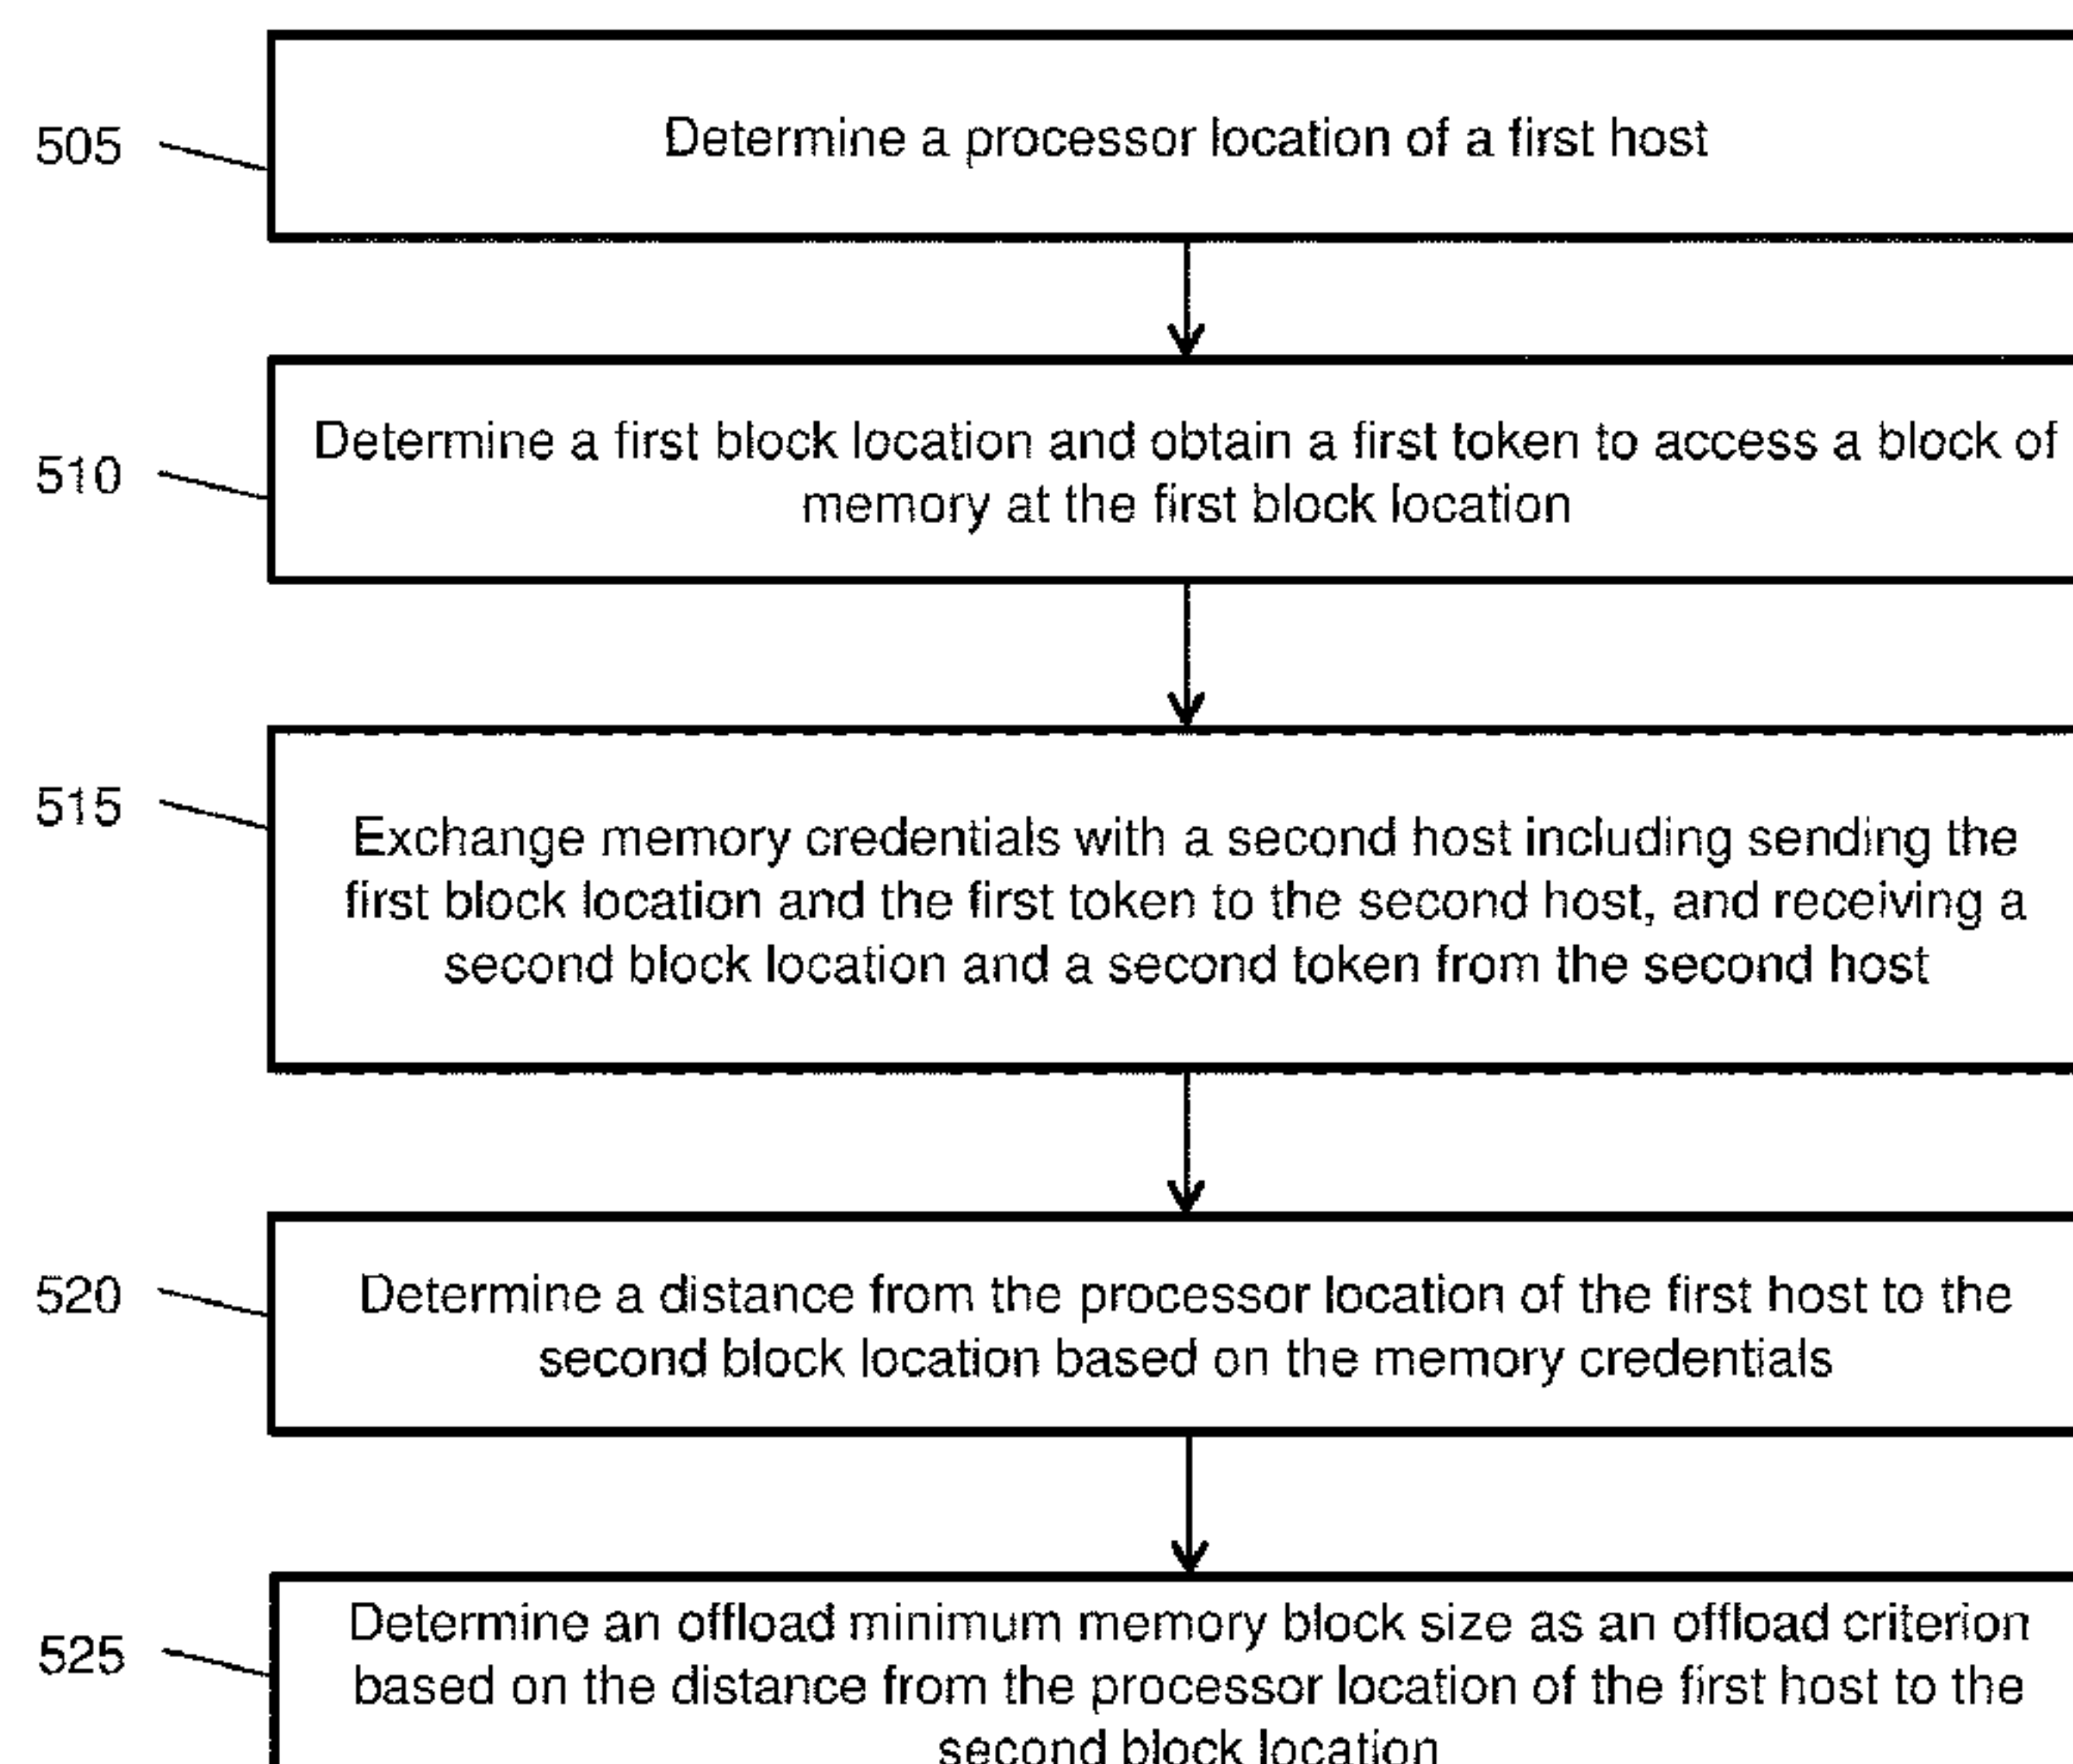 505
Determine a processor location of a first host
510
Determine a first block location and obtain a first token to access a block of
memory at the first block location
515
Exchange memory credentials with a second host including sending the
first block location and the first token to the second host, and receiving a
second block location and a second token from the second host
520
Determine a distance from the processor location of the first host to the
second block location based on the memory credentials
525
Determine an offload minimum memory block size as an offload criterion
based on the distance from the processor location of the first host to the
second block location